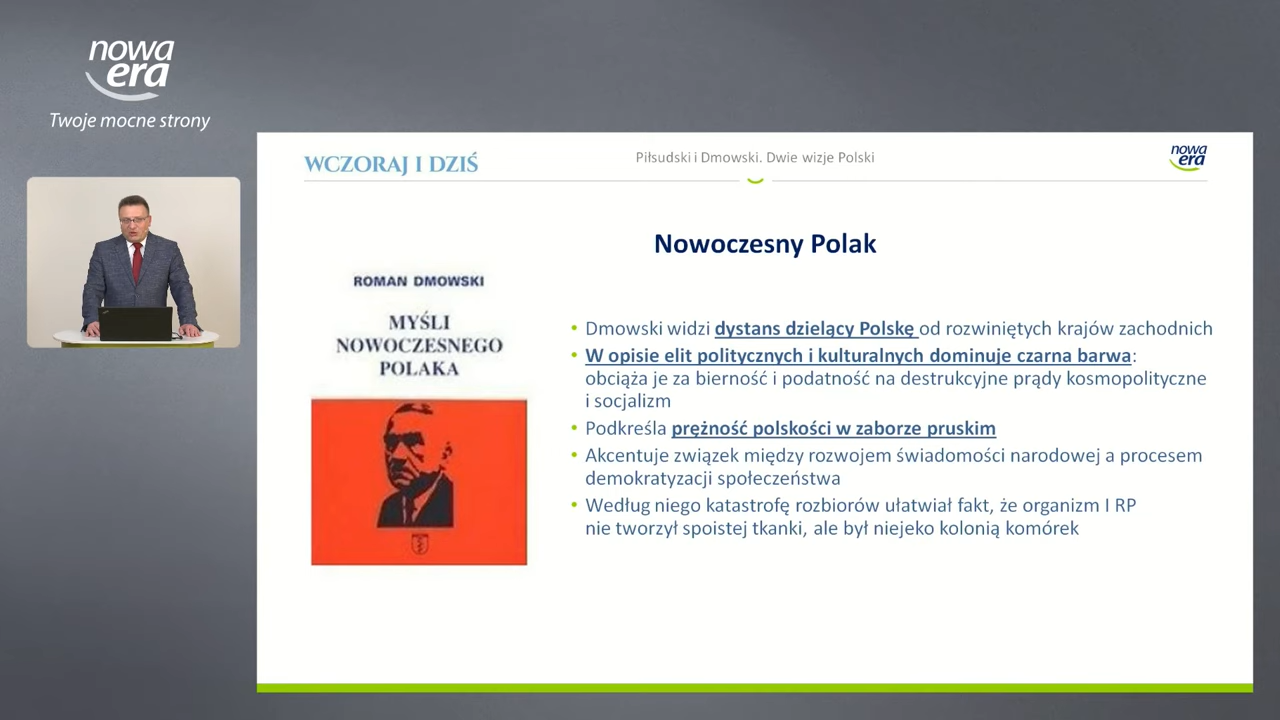 nowa
era
Twoje mocne strony
WCZORAJ I DZIŚ
Piłsudski i Dmowski. Dwie wizje Polski
nowa
era
Nowoczesny Polak
ROMAN DMOWSKI
MYŚLI
NOWOCZESNEGO
POLAKA
• Dmowski widzi dystans dzielący Polskę od rozwiniętych krajów zachodnich
• W opisie elit politycznych i kulturalnych dominuje czarna barwa:
obciąża je za bierność i podatność na destrukcyjne prądy kosmopolityczne
i socjalizm
• Podkreśla prężność polskości w zaborze pruskim
• Akcentuje związek między rozwojem świadomości narodowej a procesem
demokratyzacji społeczeństwa
• Według niego katastrofę rozbiorów ułatwiał fakt, że organizm I RP
nie tworzył spoistej tkanki, ale był niejeko kolonią komórek